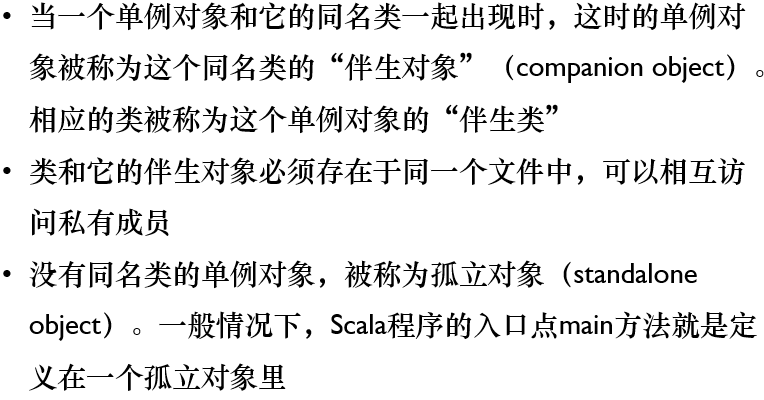 • 当一个单例对象和它的同名类一起出现时，这时的单例对
象被称为这个同名类的“伴生对象”（companion object）。
相应的类被称为这个单例对象的“伴生类”
• 类和它的伴生对象必须存在于同一个文件中，可以相互访
问私有成员
• 没有同名类的单例对象，被称为孤立对象（standalone
object）。一般情况下，Scala程序的入口点main方法就是定
义在一个孤立对象里